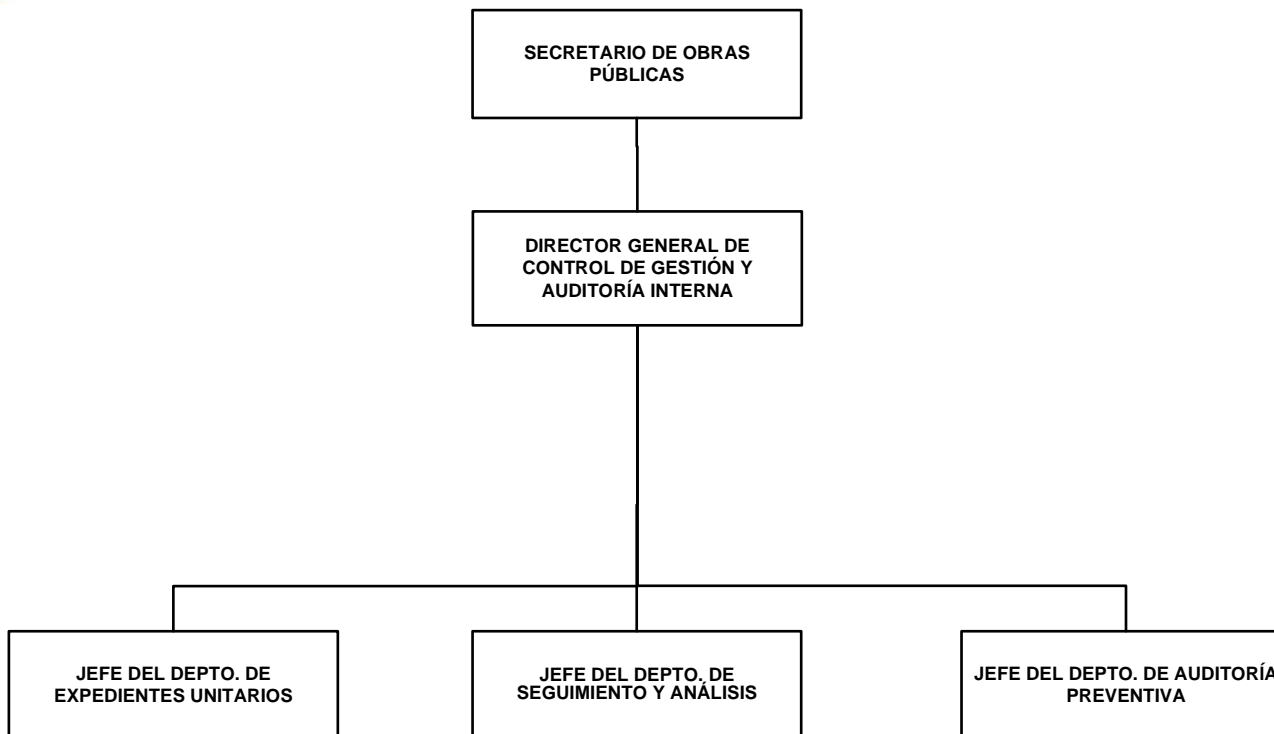 SECRETARIO DE OBRAS
PÚBLICAS
DIRECTOR GENERAL DE
CONTROL DE GESTIÓN Y
AUDITORÍA INTERNA
JEFE DEL DEPTO. DE
EXPEDIENTES UNITARIOS
JEFE DEL DEPTO. DE
SEGUIMIENTO Y ANÁLISIS
JEFE DEL DEPTO. DE AUDITORÍA
PREVENTIVA